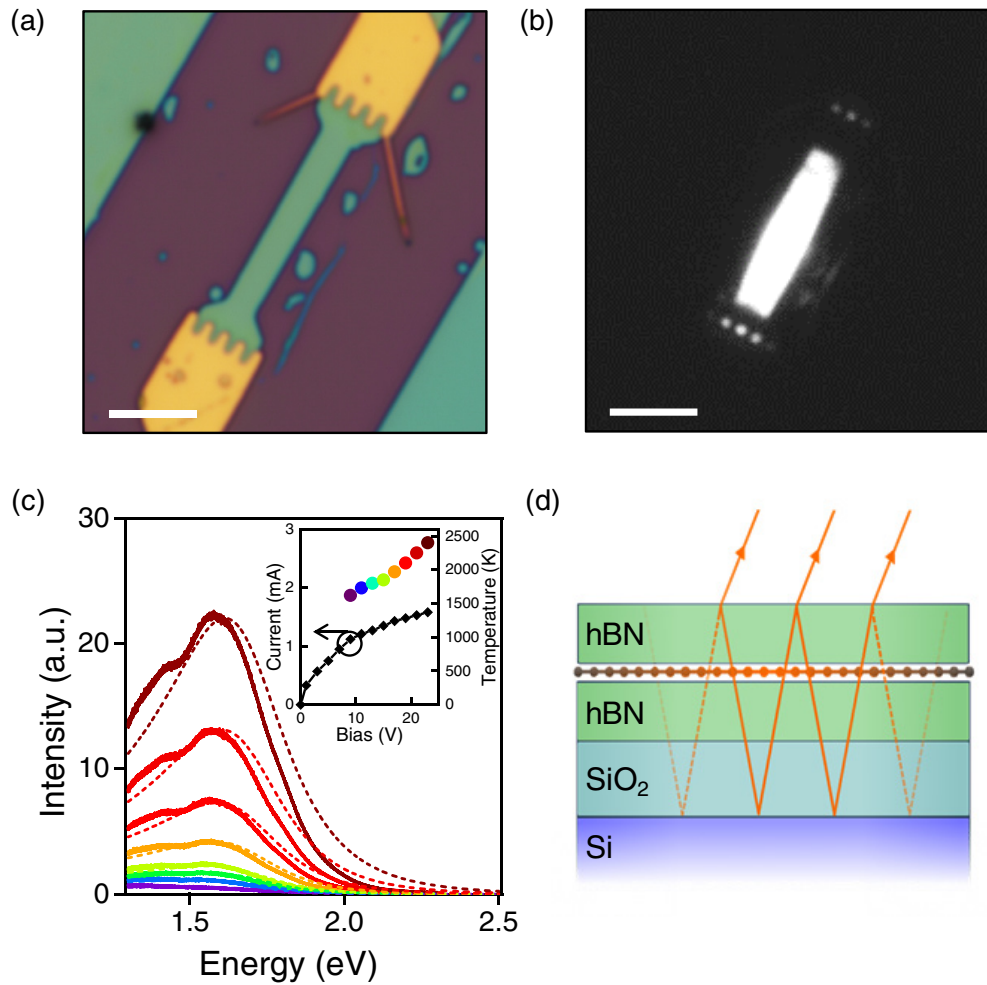 (a)
(b)
(c)
30
20
10
0
Intensity (a.u.)
1.5
2.0
2.5
Energy (eV)
3
2
1
0
Current (mA)
2500
2000
1500
1000
500
0
Temperature (K)
0
10
20
Bias (V)
(d)
hBN
hBN
SiO₂
Si